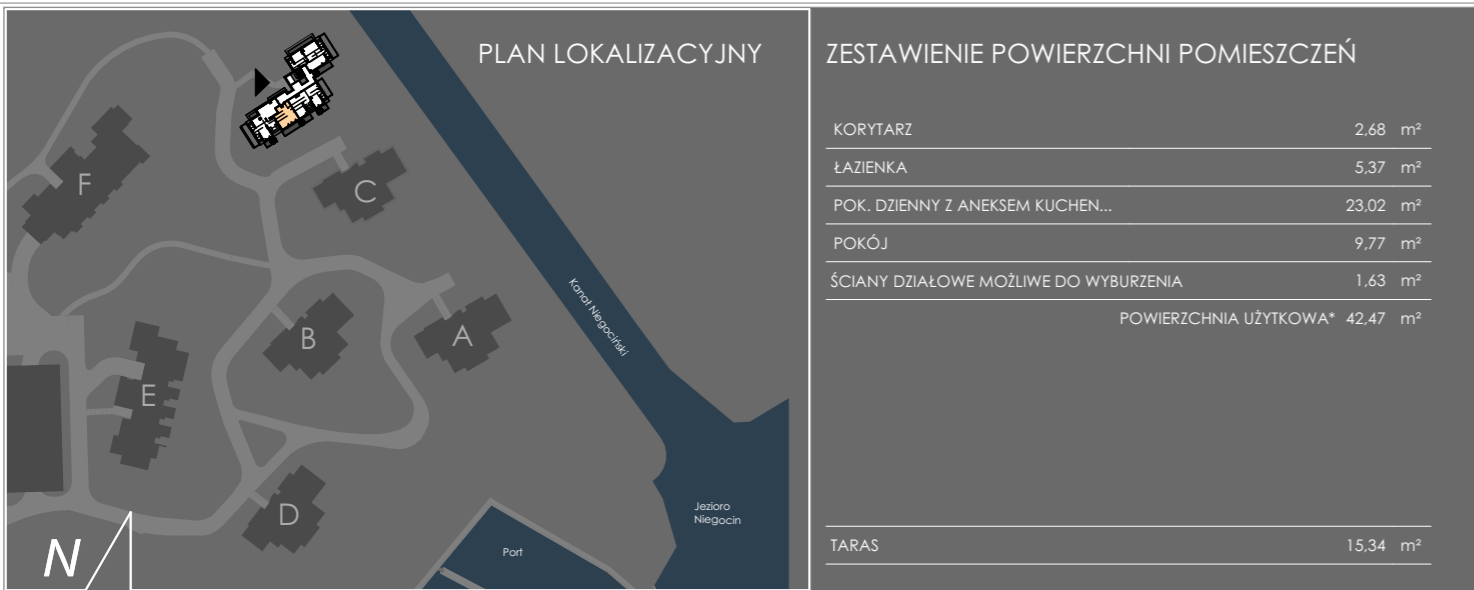 PLAN LOKALIZACYJNY
F
C
B
A
E
D
Kanał Niegociński
Jezioro
Niegocin
Port
N
ZESTAWIENIE POWIERZCHNI POMIESZCZEŃ
KORYTARZ 2,68 m²
ŁAZIENKA 5,37 m²
POK. DZIENNY Z ANEKSEM KUCHEN... 23,02 m²
POKÓJ 9,77 m²
ŚCIANY DZIAŁOWE MOŻLIWE DO WYBURZENIA 1,63 m²
POWIERZCHNIA UŻYTKOWA* 42,47 m²
TARAS 15,34 m²